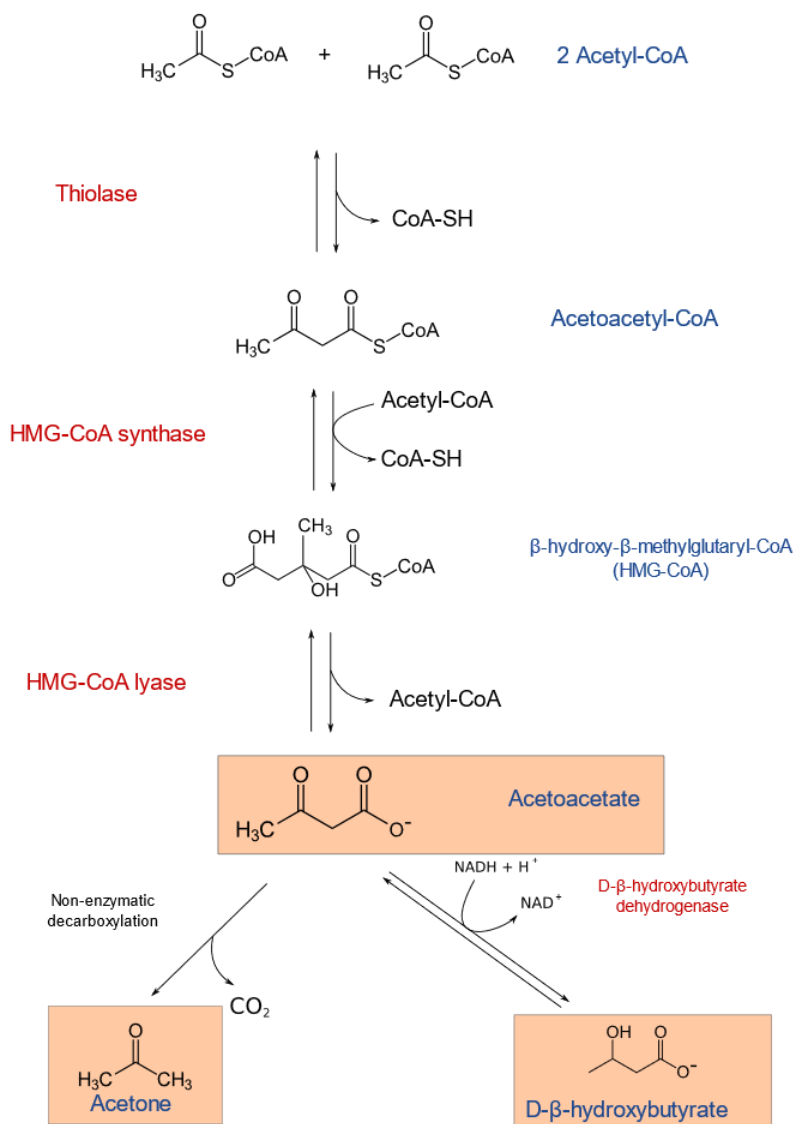 O O
H₃C S CoA + H₃C S CoA 2 Acetyl-CoA
Thiolase
CoA-SH
O O
H₃C S CoA
Acetoacetyl-CoA
Acetyl-CoA
HMG-CoA synthase
CoA-SH
OH CH₃ O
O OH S CoA
β-hydroxy-β-methylglutaryl-CoA
(HMG-CoA)
HMG-CoA lyase
Acetyl-CoA
O O
H₃C O⁻
Acetoacetate
NADH + H⁺
NAD⁺
D-β-hydroxybutyrate
dehydrogenase
Non-enzymatic
decarboxylation
CO₂
O
H₃C CH₃
Acetone
OH O
O⁻
D-β-hydroxybutyrate